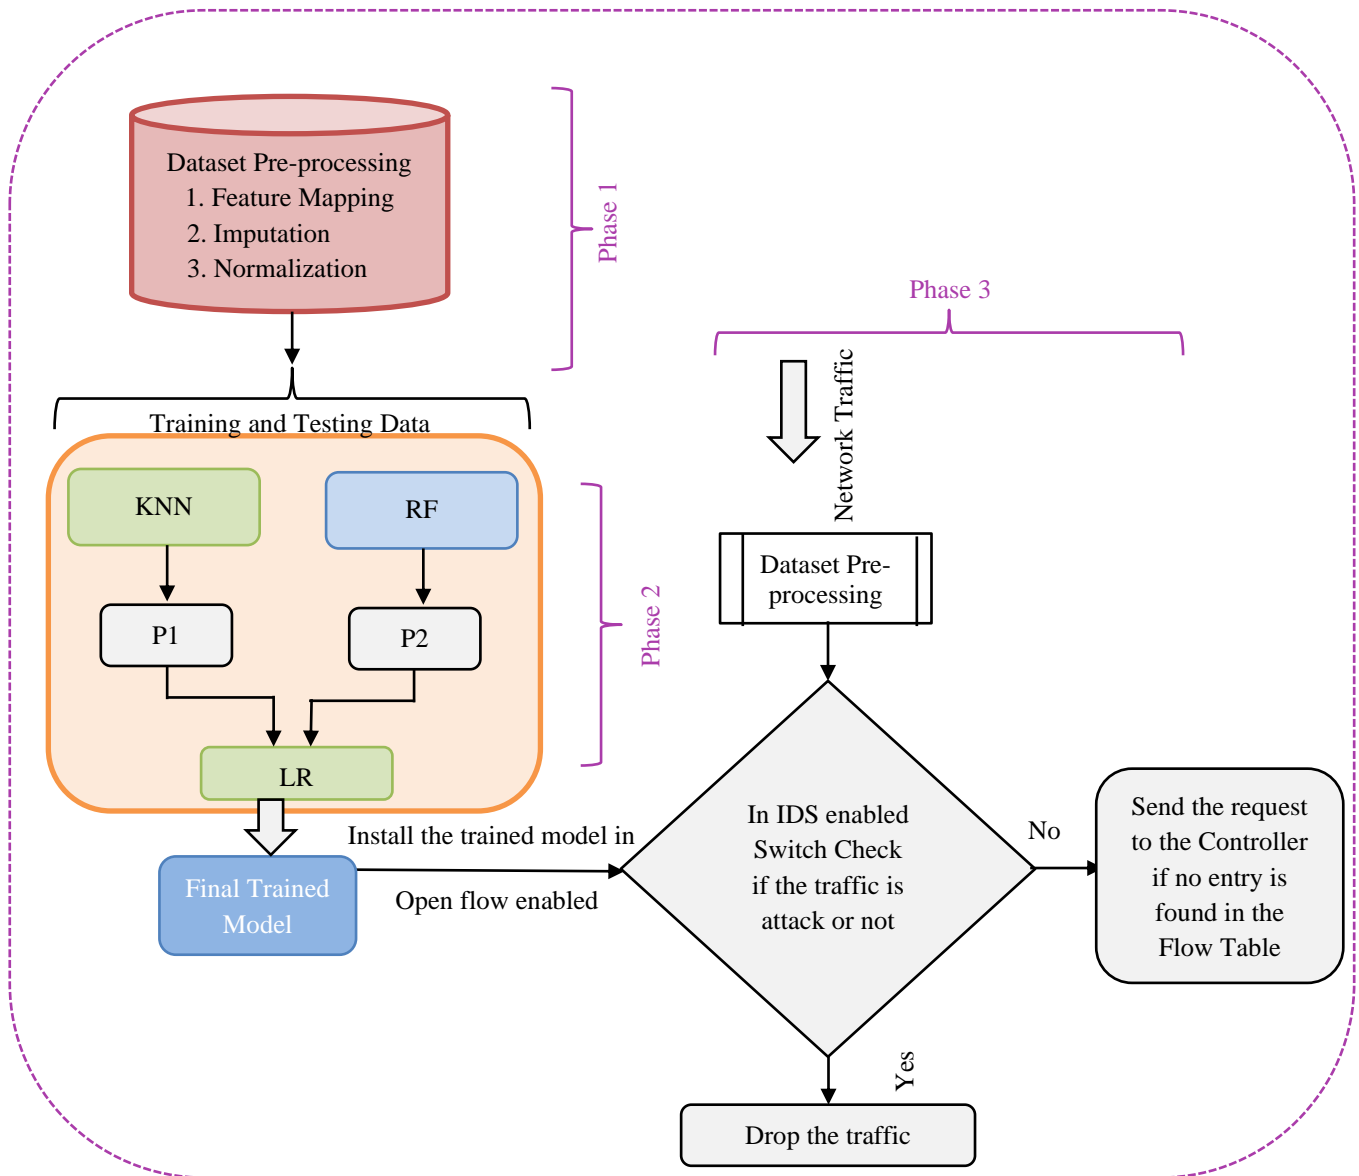 Dataset Pre-processing
1. Feature Mapping
2. Imputation
3. Normalization
Phase 1
Training and Testing Data
KNN
RF
P1
P2
LR
Phase 2
Final Trained
Model
Install the trained model in
Open flow enabled
Phase 3
Network Traffic
Dataset Pre-
processing
In IDS enabled
Switch Check
if the traffic is
attack or not
No
Send the request
to the Controller
if no entry is
found in the
Flow Table
Yes
Drop the traffic